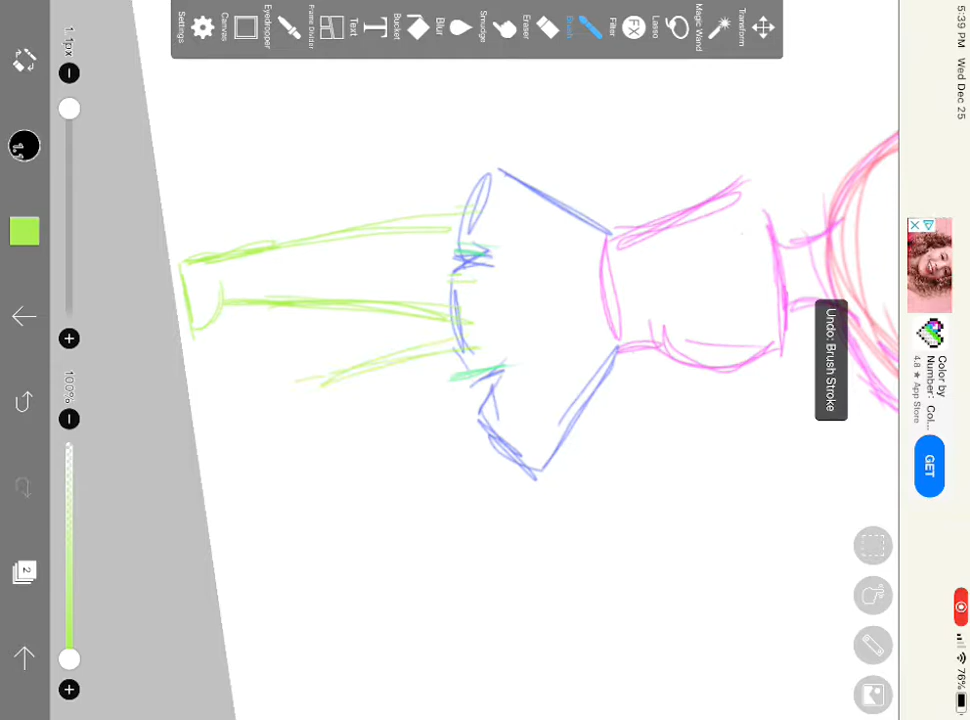 5:39 PM Wed Dec 25
76%
Color by
Number: Col...
4.8 ★ App Store
GET
Transform
Magic Wand
Lasso
Filter
FX
Brush
Eraser
Smudge
Blur
Bucket
Text
T
Frame Divider
Eyedropper
Canvas
Settings
Undo: Brush Stroke
1.1px
100%
2